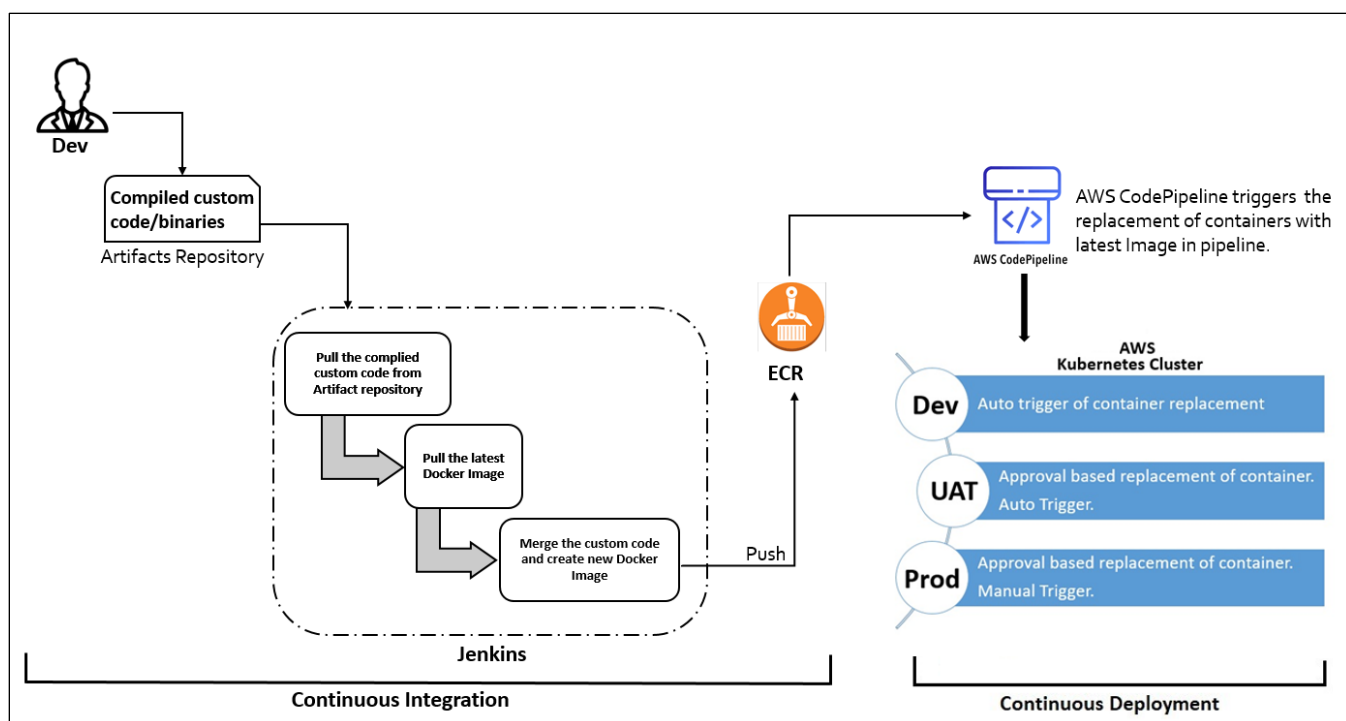 Dev
Compiled custom
code/binaries
Artifacts Repository
Pull the complied
custom code from
Artifact repository
Pull the latest
Docker Image
Merge the custom code
and create new Docker
Image
Jenkins
Continuous Integration
Push
ECR
</>
AWS CodePipeline
AWS CodePipeline triggers the
replacement of containers with
latest Image in pipeline.
AWS
Kubernetes Cluster
Dev
Auto trigger of container replacement
UAT
Approval based replacement of container.
Auto Trigger.
Prod
Approval based replacement of container.
Manual Trigger.
Continuous Deployment